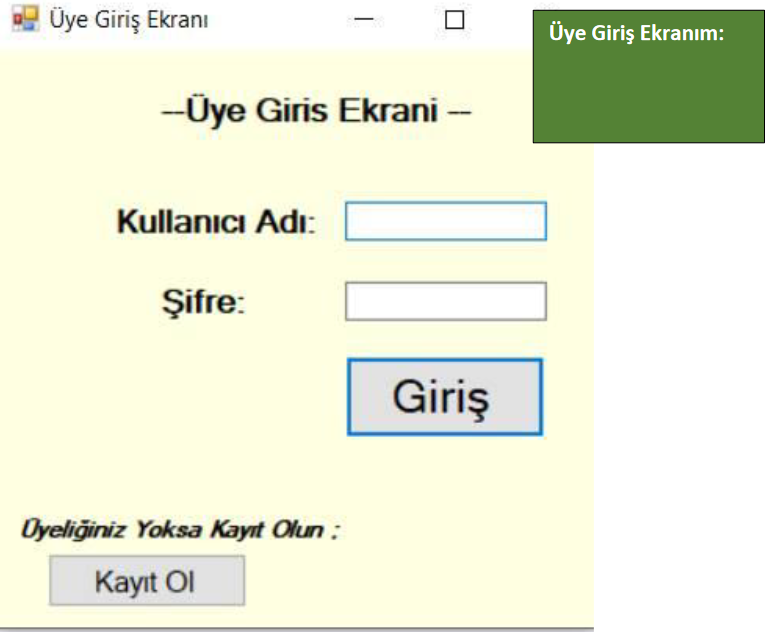 Üye Giriş Ekranı
Üye Giriş Ekranım:
--Üye Giris Ekrani --
Kullanıcı Adı:
Şifre:
Giriş
Üyeliğiniz Yoksa Kayıt Olun :
Kayıt Ol